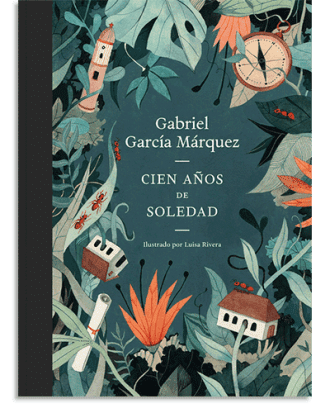 Gabriel
García Márquez
CIEN AÑOS
DE
SOLEDAD
Ilustrado por Luisa Rivera